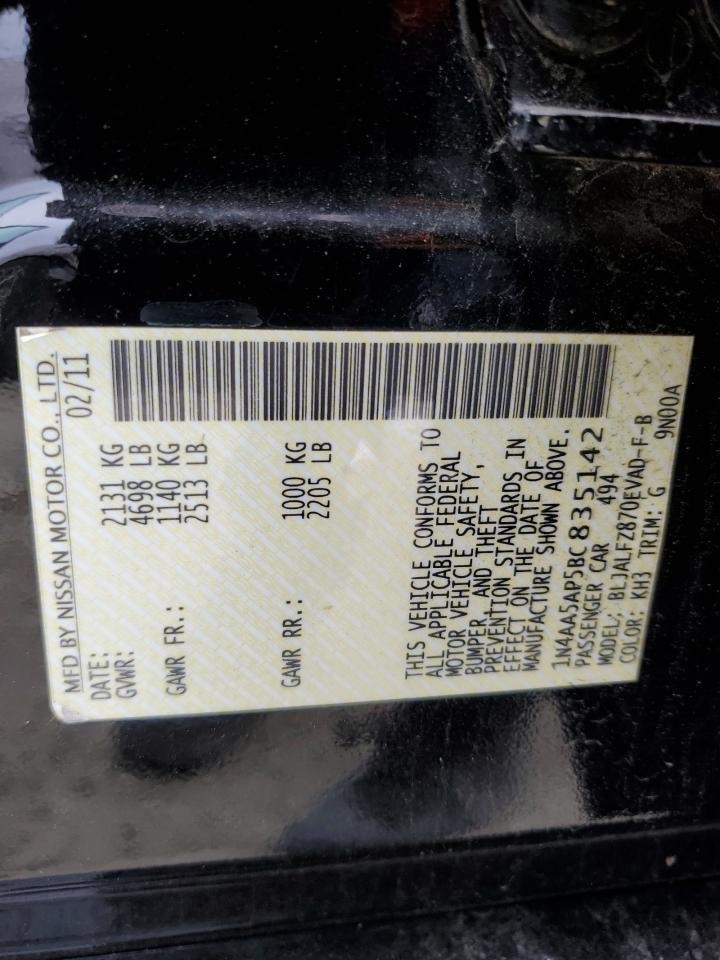 MFD BY NISSAN MOTOR CO., LTD.
DATE: 02/11
GVWR: 2131 KG
4698 LB
GAWR FR.: 1140 KG
2513 LB
GAWR RR.: 1000 KG
2205 LB
THIS VEHICLE CONFORMS TO
ALL APPLICABLE FEDERAL
MOTOR VEHICLE SAFETY,
BUMPER, AND THEFT
PREVENTION STANDARDS IN
EFFECT ON THE DATE OF
MANUFACTURE SHOWN ABOVE.
1N4AA5AP5BC835142
PASSENGER CAR 494
MODEL: BLJALFZ870EVAD-F-B
COLOR: KH3 TRIM: G 9N00A